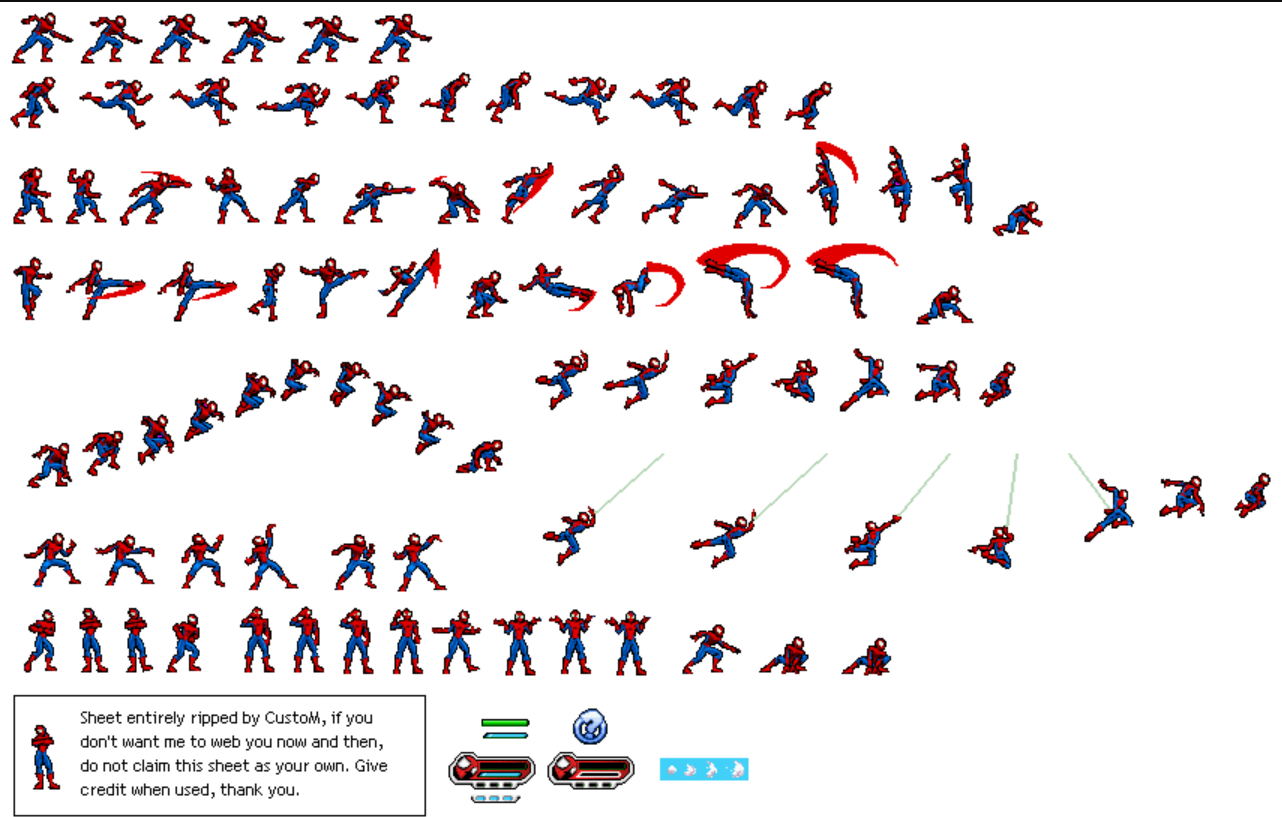 Sheet entirely ripped by CustoM, if you
don't want me to web you now and then,
do not claim this sheet as your own. Give
credit when used, thank you.